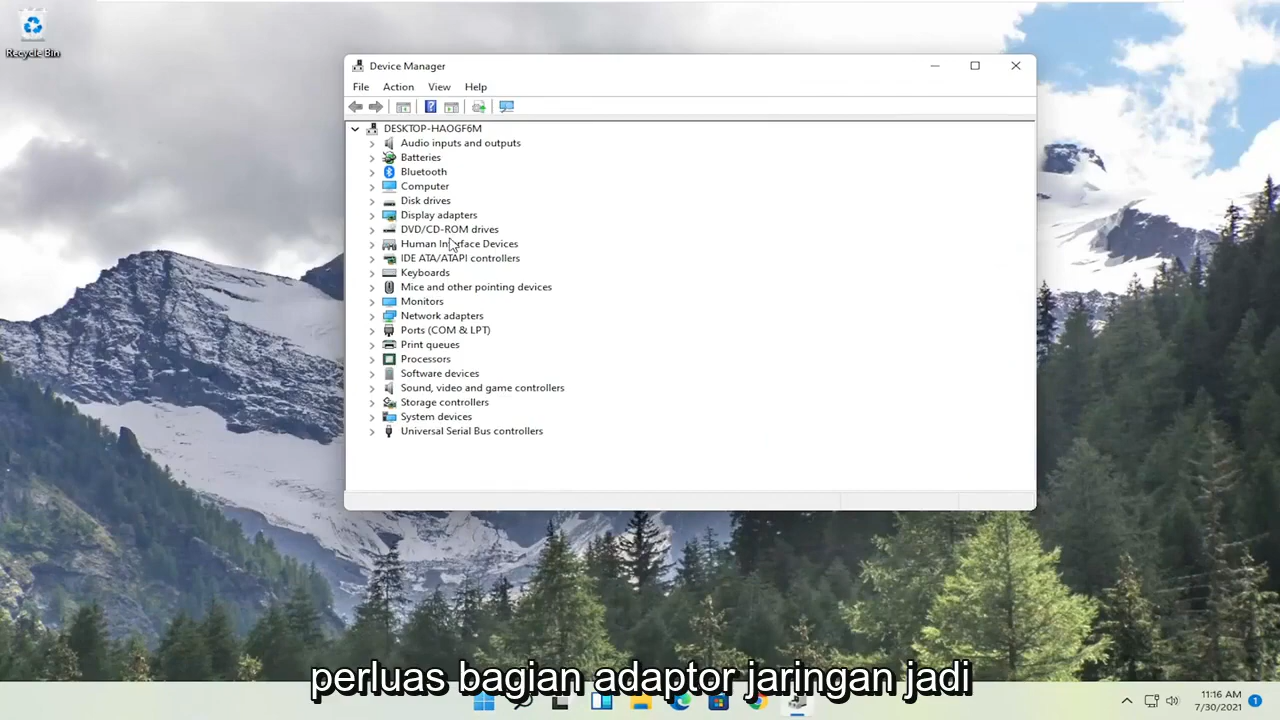 Recycle Bin
Device Manager
File Action View Help
DESKTOP-HAOGF6M
Audio inputs and outputs
Batteries
Bluetooth
Computer
Disk drives
Display adapters
DVD/CD-ROM drives
Human Interface Devices
IDE ATA/ATAPI controllers
Keyboards
Mice and other pointing devices
Monitors
Network adapters
Ports (COM & LPT)
Print queues
Processors
Software devices
Sound, video and game controllers
Storage controllers
System devices
Universal Serial Bus controllers
perluas bagian adaptor jaringan jadi
11:16 AM
7/30/2021
1